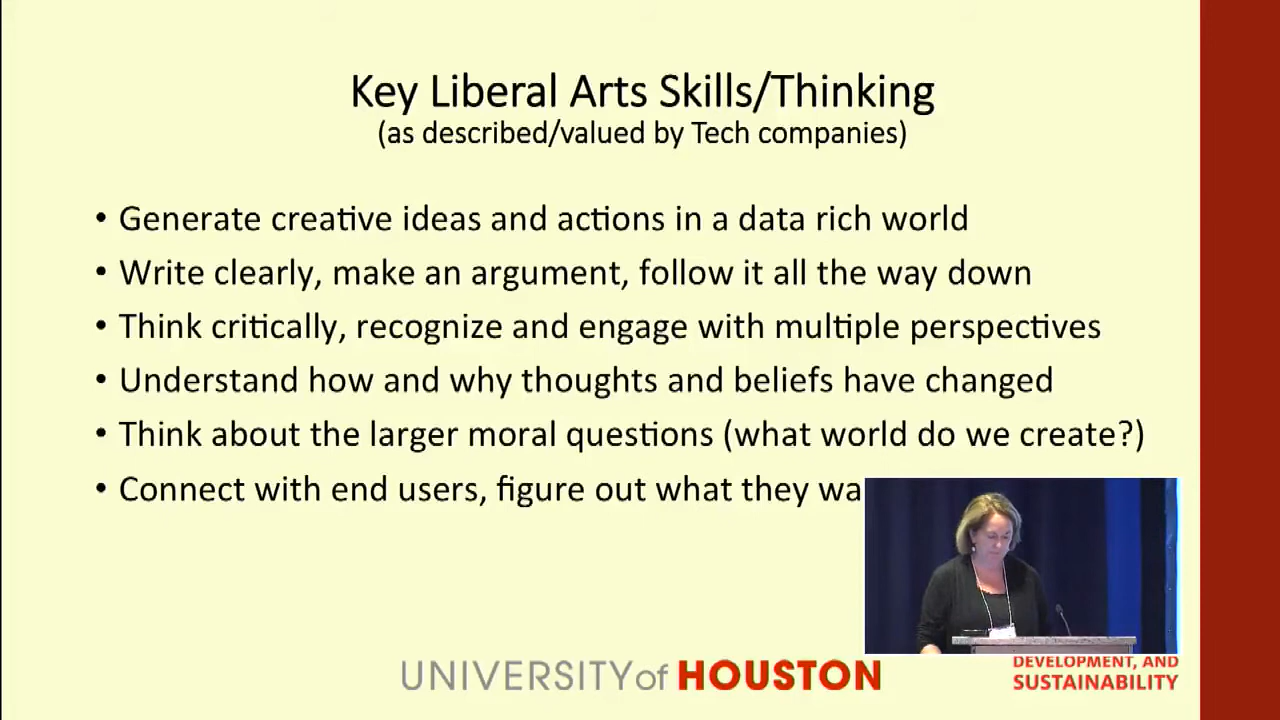 Key Liberal Arts Skills/Thinking
(as described/valued by Tech companies)
• Generate creative ideas and actions in a data rich world
• Write clearly, make an argument, follow it all the way down
• Think critically, recognize and engage with multiple perspectives
• Understand how and why thoughts and beliefs have changed
• Think about the larger moral questions (what world do we create?)
• Connect with end users, figure out what they
UNIVERSITY of HOUSTON
DEVELOPMENT, AND
SUSTAINABILITY